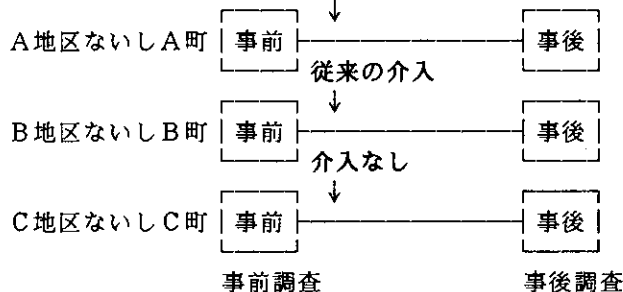 A地区ないしA町 事前 事後
従来の介入
B地区ないしB町 事前 事後
介入なし
C地区ないしC町 事前 事後
事前調査 事後調査